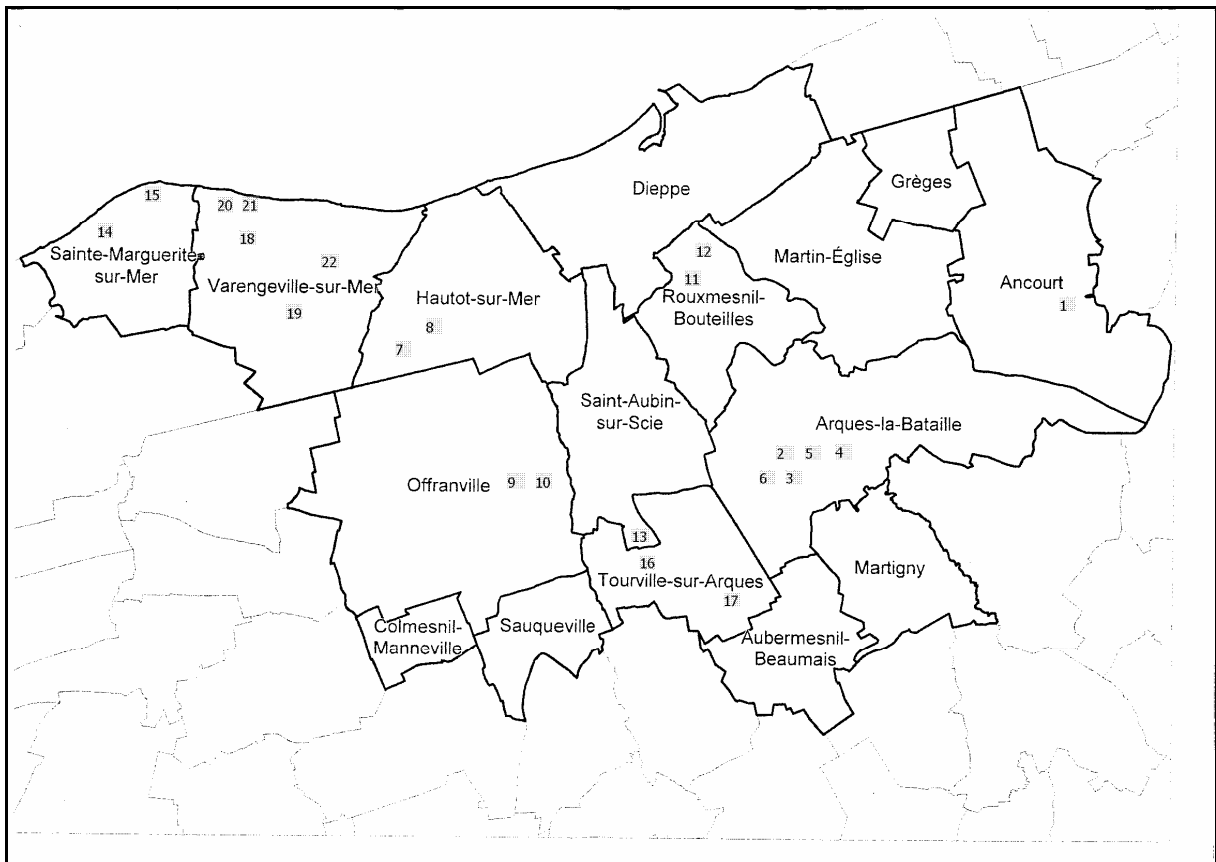 Dieppe
Grèges
15
20 21
14
18
12
Sainte-Marguerite-
sur-Mer
22
Martin-Église
11
Varengeville-sur-Mer
Hautot-sur-Mer
Rouxmesnil-
Bouteilles
Ancourt
1
19
8
7
Saint-Aubin-
sur-Scie
Arques-la-Bataille
2 5 4
6 3
Offranville
9 10
13
16
Tourville-sur-Arques
17
Martigny
Colmesnil-
Manneville
Sauqueville
Aubermesnil-
Beaumais